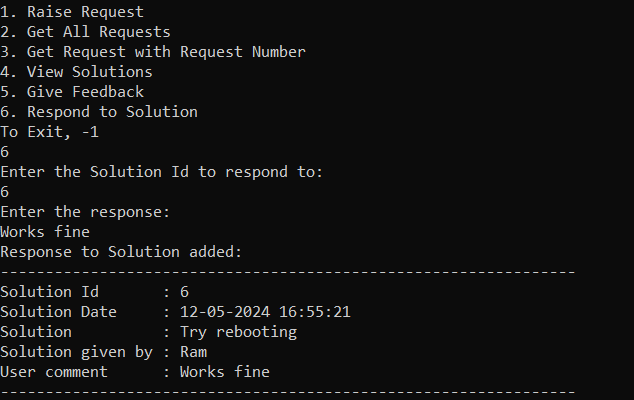 1. Raise Request
2. Get All Requests
3. Get Request with Request Number
4. View Solutions
5. Give Feedback
6. Respond to Solution
To Exit, -1
6
Enter the Solution Id to respond to:
6
Enter the response:
Works fine
Response to Solution added:
----------------------------------------------------------------
Solution Id       : 6
Solution Date     : 12-05-2024 16:55:21
Solution          : Try rebooting
Solution given by : Ram
User comment      : Works fine
----------------------------------------------------------------